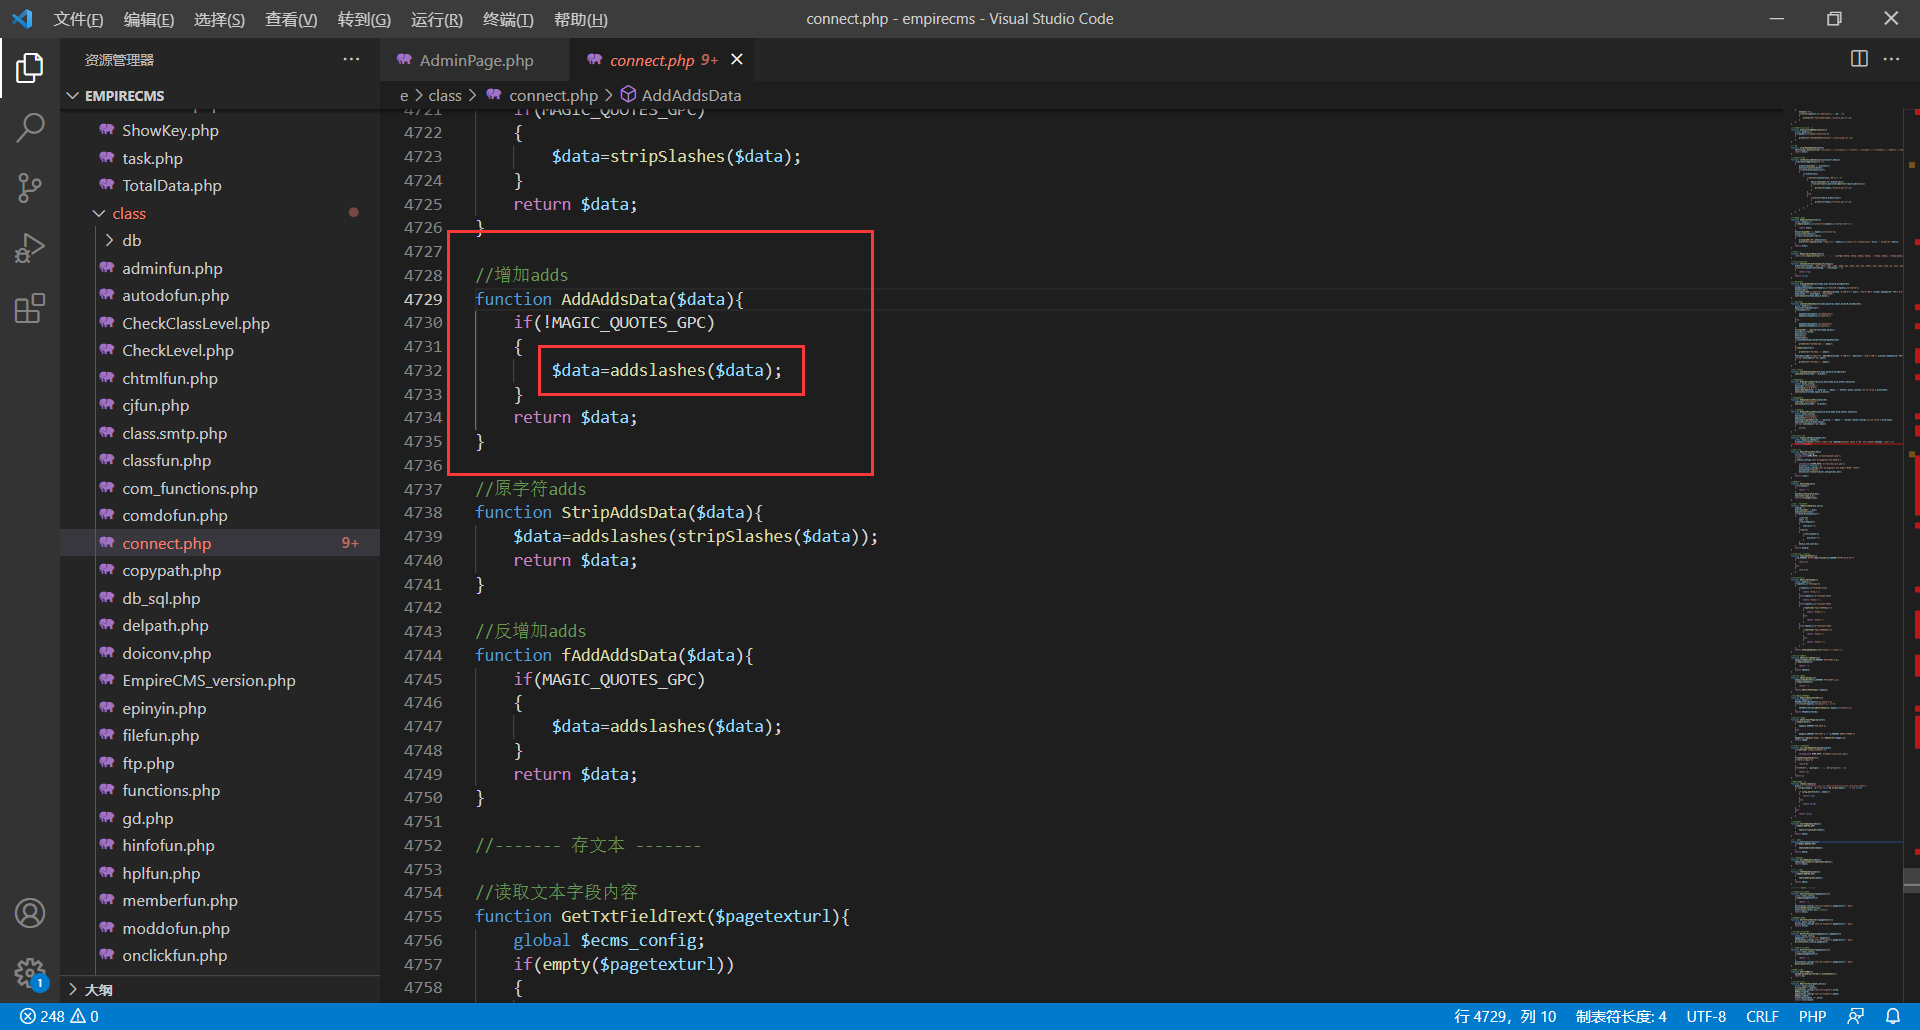 文件(F) 编辑(E) 选择(S) 查看(V) 转到(G) 运行(R) 终端(T) 帮助(H) connect.php - empirecms - Visual Studio Code
资源管理器
EMPIRECMS
ShowKey.php
task.php
TotalData.php
class
db
adminfun.php
autodofun.php
CheckClassLevel.php
CheckLevel.php
chtmlfun.php
cjfun.php
class.smtp.php
classfun.php
com_functions.php
comdofun.php
connect.php 9+
copypath.php
db_sql.php
delpath.php
doiconv.php
EmpireCMS_version.php
epinyin.php
filefun.php
ftp.php
functions.php
gd.php
hinfofun.php
hplfun.php
memberfun.php
moddofun.php
onclickfun.php
大纲
1
AdminPage.php connect.php 9+
e > class > connect.php > AddAddsData
4721 if(MAGIC_QUOTES_GPC)
4722 {
4723 $data=stripSlashes($data);
4724 }
4725 return $data;
4726 }
4727
4728 //增加adds
4729 function AddAddsData($data){
4730 if(!MAGIC_QUOTES_GPC)
4731 {
4732 $data=addslashes($data);
4733 }
4734 return $data;
4735 }
4736
4737 //原字符adds
4738 function StripAddsData($data){
4739 $data=addslashes(stripSlashes($data));
4740 return $data;
4741 }
4742
4743 //反增加adds
4744 function fAddAddsData($data){
4745 if(MAGIC_QUOTES_GPC)
4746 {
4747 $data=addslashes($data);
4748 }
4749 return $data;
4750 }
4751
4752 //------- 存文本 -------
4753
4754 //读取文本字段内容
4755 function GetTxtFieldText($pagetexturl){
4756 global $ecms_config;
4757 if(empty($pagetexturl))
4758 {
248 0 行 4729，列 10 制表符长度: 4 UTF-8 CRLF PHP